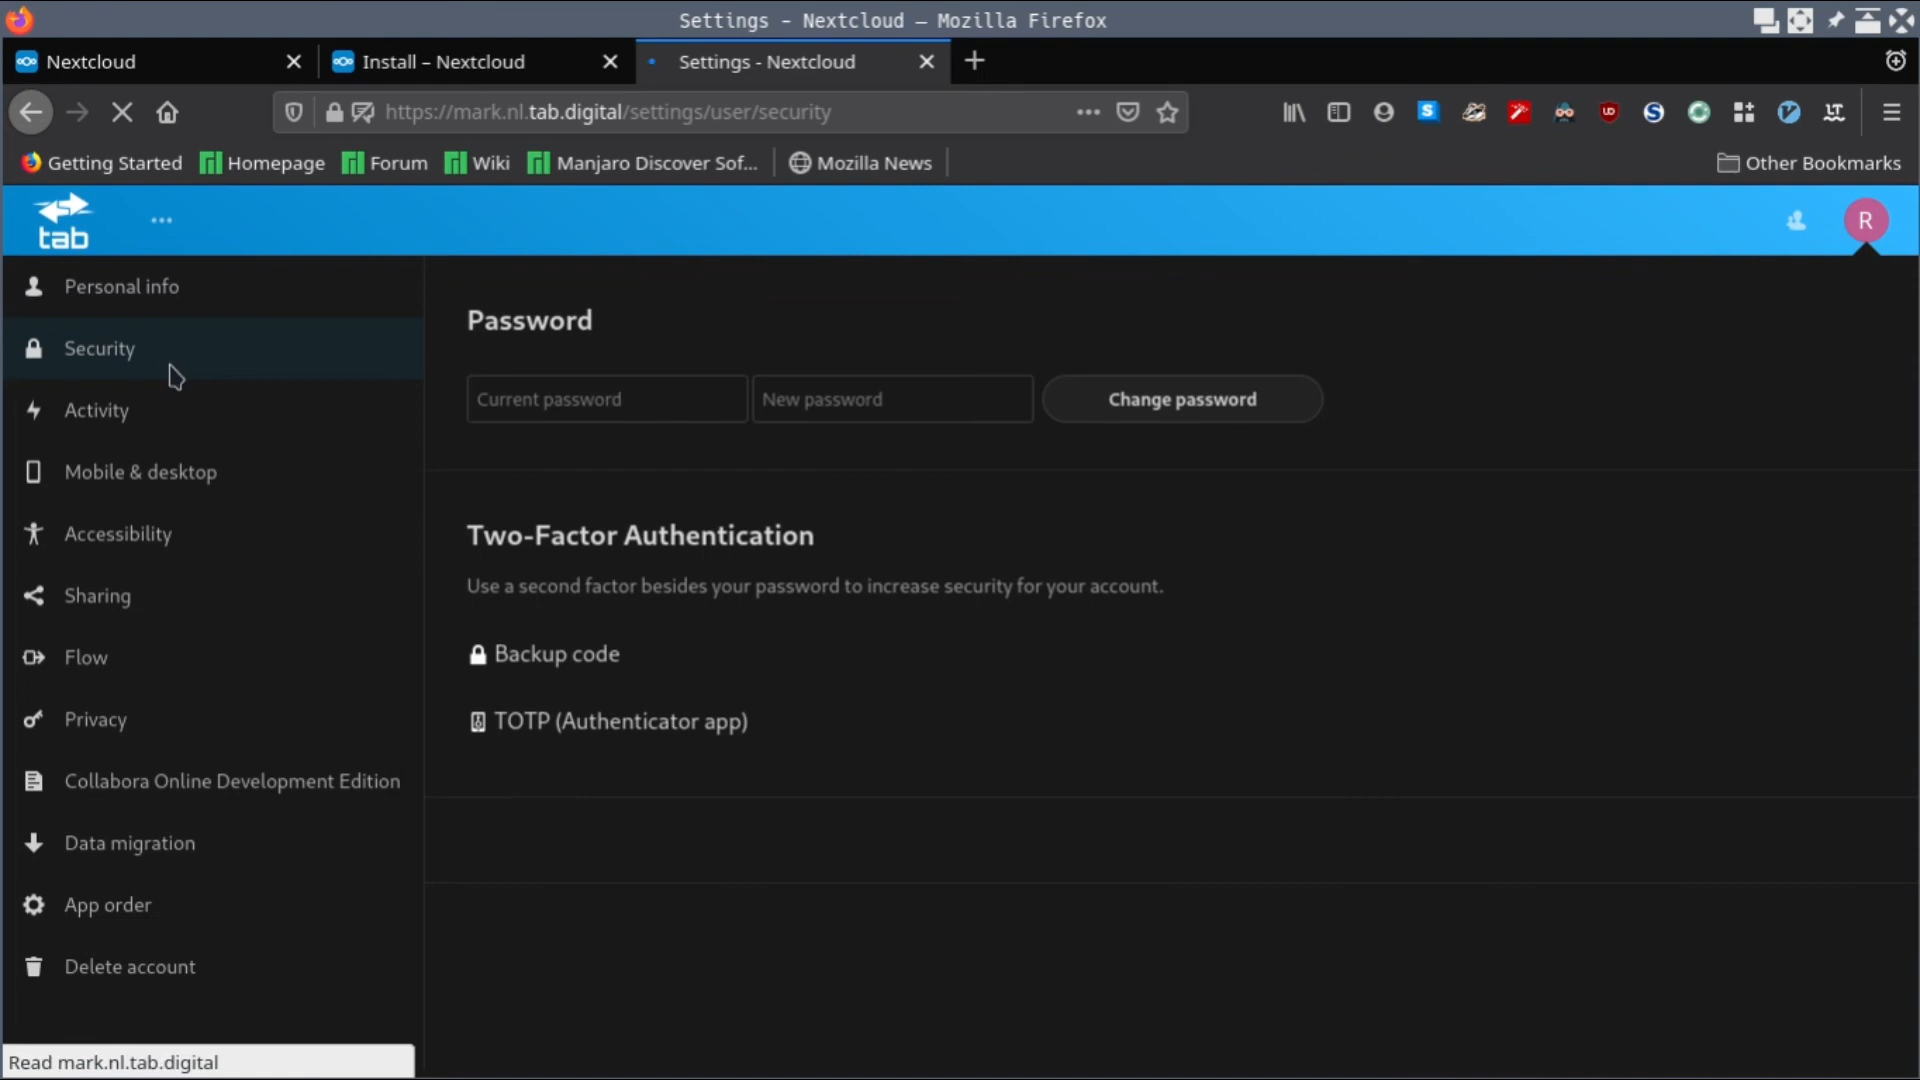 Settings - Nextcloud — Mozilla Firefox
Nextcloud
Install – Nextcloud
Settings - Nextcloud
https://mark.nl.tab.digital/settings/user/security
Getting Started
Homepage
Forum
Wiki
Manjaro Discover Sof...
Mozilla News
Other Bookmarks
tab
R
Personal info
Security
Activity
Mobile & desktop
Accessibility
Sharing
Flow
Privacy
Collabora Online Development Edition
Data migration
App order
Delete account
Password
Current password
New password
Change password
Two-Factor Authentication
Use a second factor besides your password to increase security for your account.
Backup code
TOTP (Authenticator app)
Read mark.nl.tab.digital